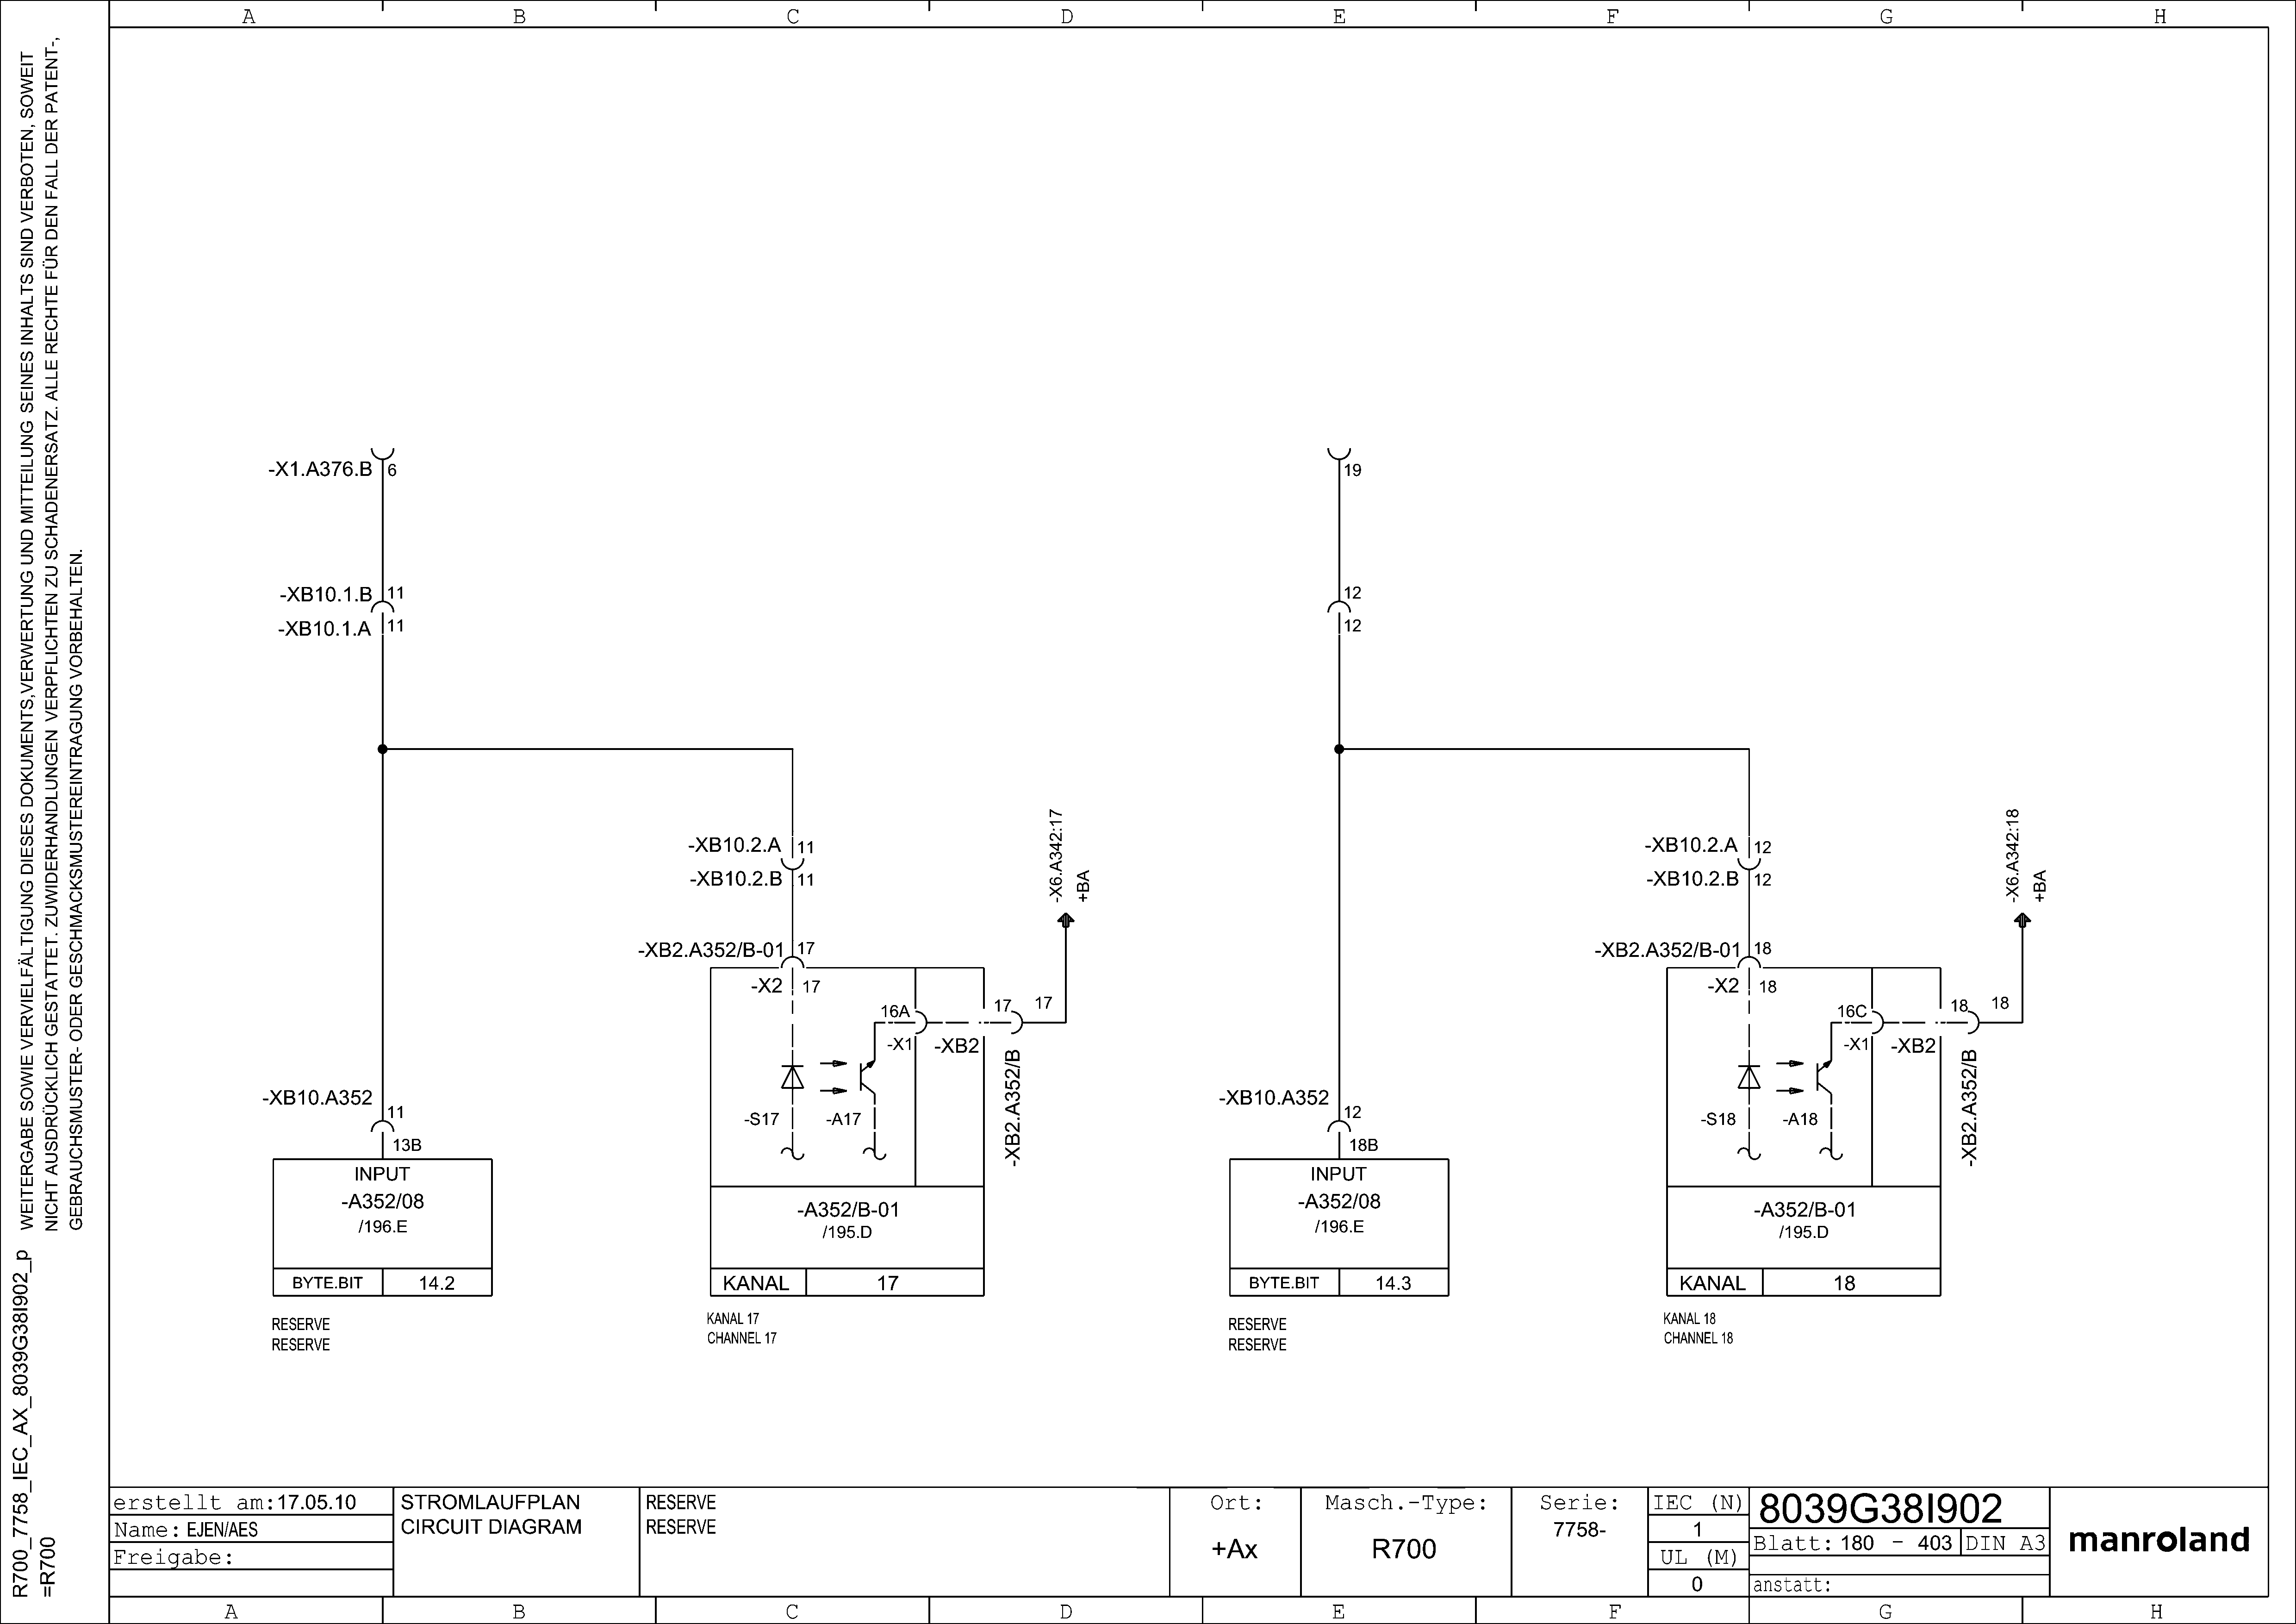 A B C D E F G H
WEITERGABE SOWIE VERVIELFÄLTIGUNG DIESES DOKUMENTS,VERWERTUNG UND MITTEILUNG SEINES INHALTS SIND VERBOTEN, SOWEIT
NICHT AUSDRÜCKLICH GESTATTET. ZUWIDERHANDLUNGEN VERPFLICHTEN ZU SCHADENERSATZ. ALLE RECHTE FÜR DEN FALL DER PATENT-,
GEBRAUCHSMUSTER- ODER GESCHMACKSMUSTEREINTRAGUNG VORBEHALTEN.
R700_7758_IEC_AX_8039G38I902_p
=R700
-X1.A376.B 6
-XB10.1.B 11
-XB10.1.A 11
-XB10.2.A 11
-XB10.2.B 11
-XB2.A352/B-01 17
-X2 17
16A
-X1
-XB2
17
17
-X6.A342:17
+BA
-XB2.A352/B
-S17
-A17
-XB10.A352
11
13B
INPUT
-A352/08
/196.E
BYTE.BIT 14.2
RESERVE
RESERVE
-A352/B-01
/195.D
KANAL 17
KANAL 17
CHANNEL 17
19
12
12
-XB10.2.A 12
-XB10.2.B 12
-XB2.A352/B-01 18
-X2 18
16C
-X1
-XB2
18
18
-X6.A342:18
+BA
-XB2.A352/B
-S18
-A18
-XB10.A352
12
18B
INPUT
-A352/08
/196.E
BYTE.BIT 14.3
RESERVE
RESERVE
-A352/B-01
/195.D
KANAL 18
KANAL 18
CHANNEL 18
erstellt am:17.05.10
Name: EJEN/AES
Freigabe:
STROMLAUFPLAN
CIRCUIT DIAGRAM
RESERVE
RESERVE
Ort:
+Ax
Masch.-Type:
R700
Serie:
7758-
IEC (N)
1
UL (M)
0
8039G38I902
Blatt: 180 - 403 DIN A3
anstatt:
manroland
A B C D E F G H